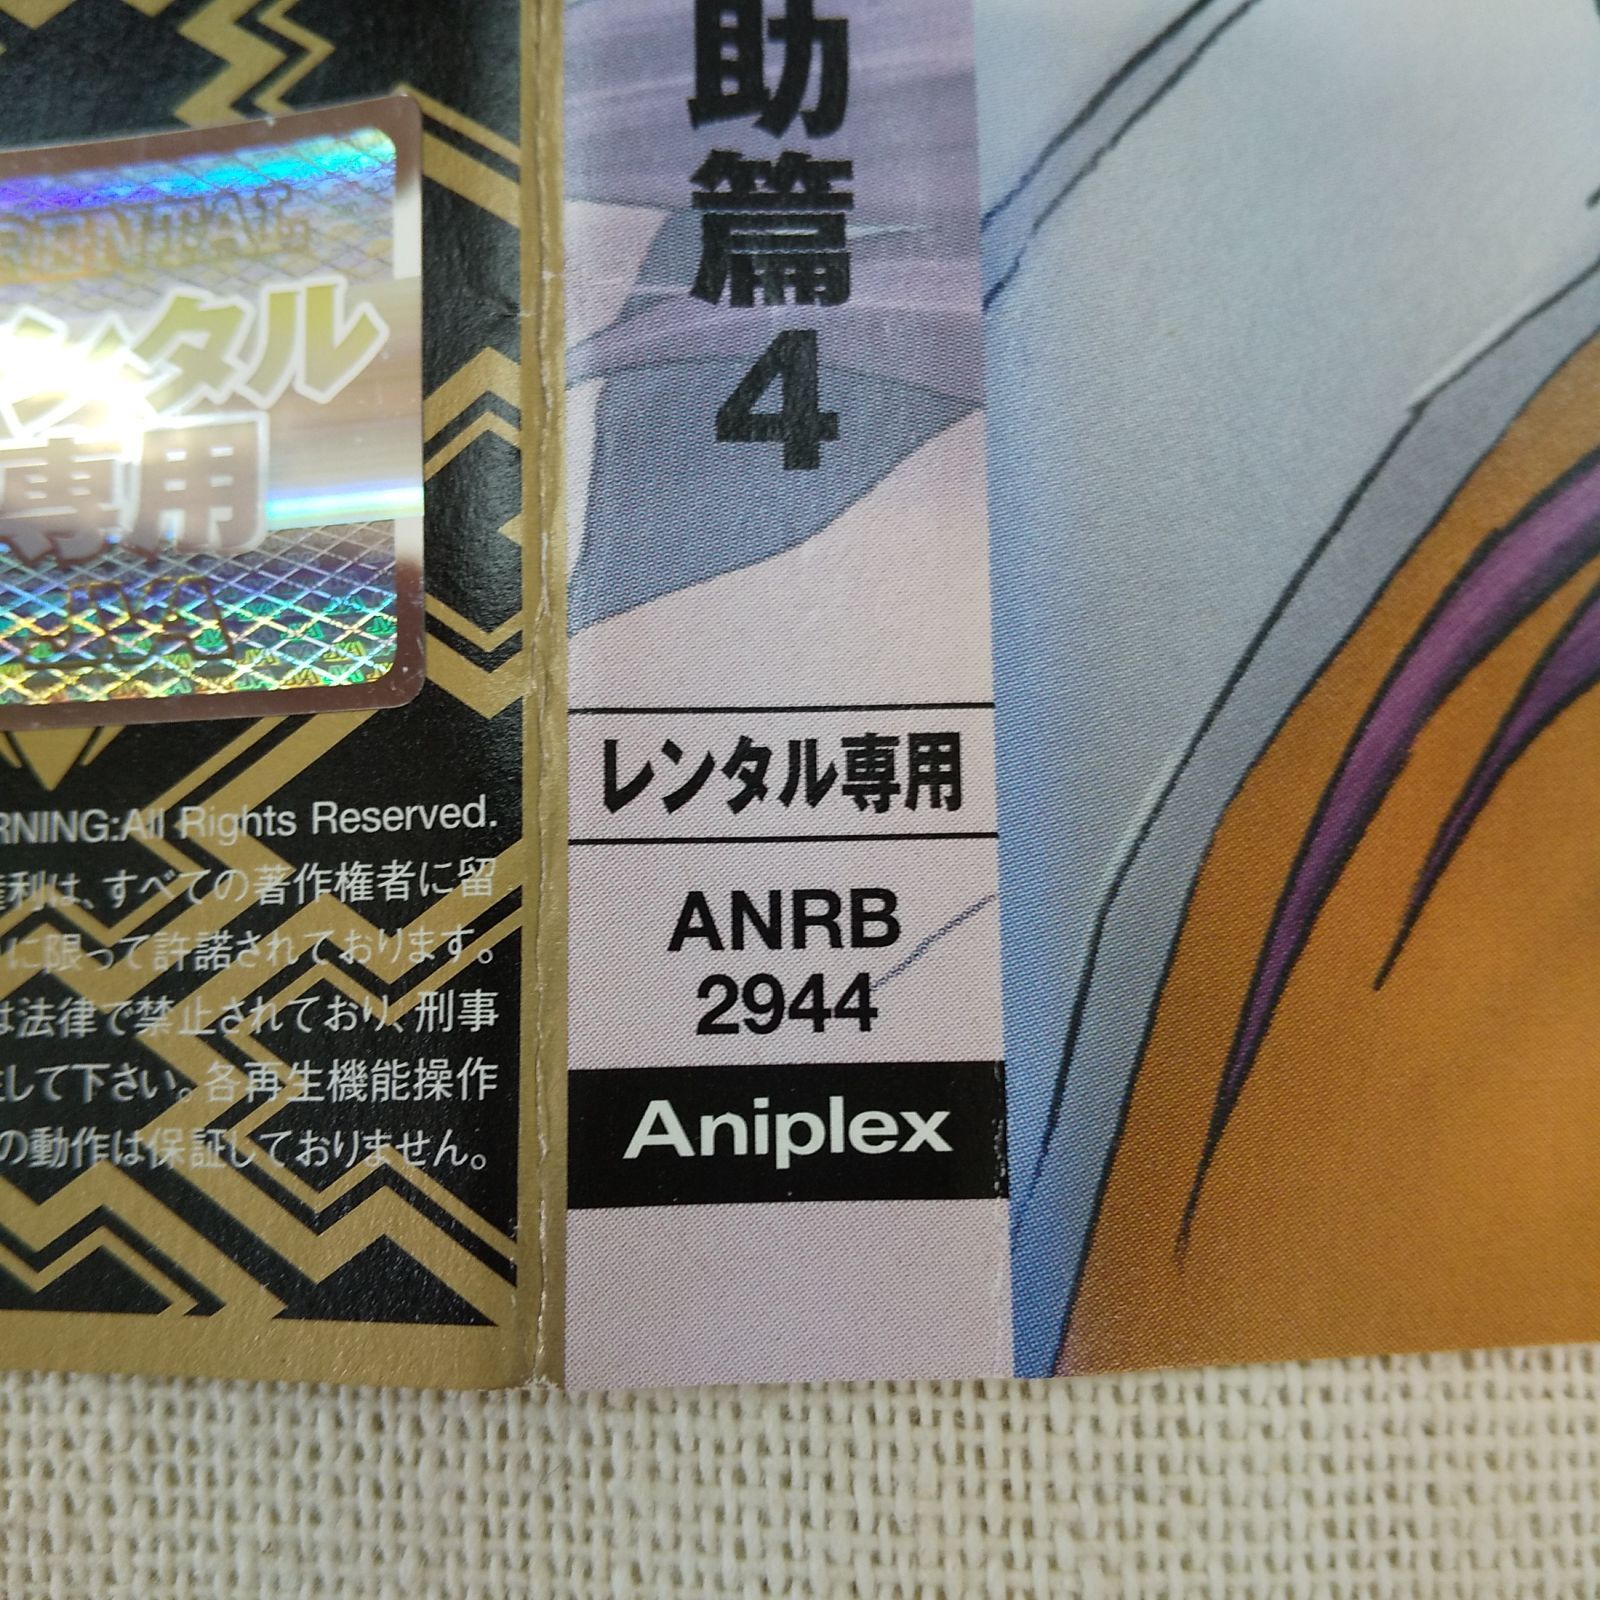 RENTAL
レンタル
専用
JVA
RNING:All Rights Reserved.
権利は、すべての著作権者に留
に限って許諾されております。
は法律で禁止されており、刑事
して下さい。各再生機能操作
の動作は保証しておりません。
助篇4
レンタル専用
ANRB
2944
Aniplex